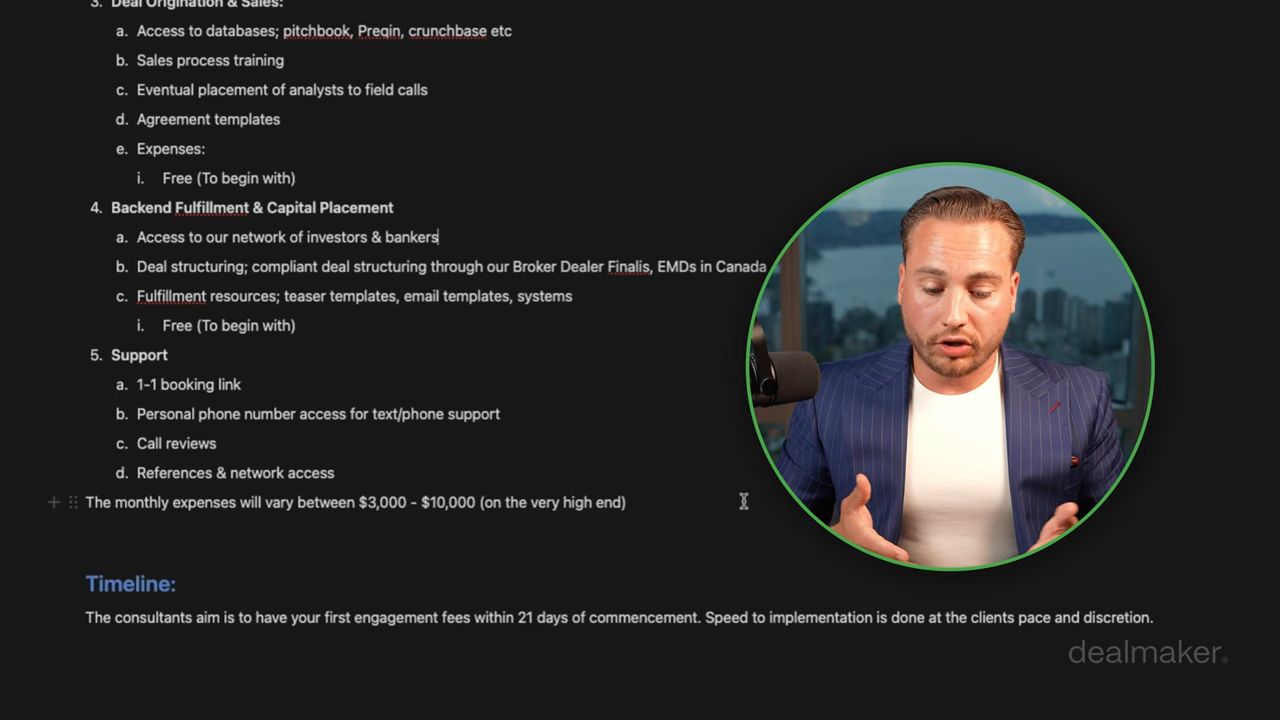 3. Deal Origination & Sales:
a. Access to databases; pitchbook, Preqin, crunchbase etc
b. Sales process training
c. Eventual placement of analysts to field calls
d. Agreement templates
e. Expenses:
i. Free (To begin with)
4. Backend Fulfillment & Capital Placement
a. Access to our network of investors & bankers
b. Deal structuring; compliant deal structuring through our Broker Dealer Finalis, EMDs in Canada
c. Fulfillment resources; teaser templates, email templates, systems
i. Free (To begin with)
5. Support
a. 1-1 booking link
b. Personal phone number access for text/phone support
c. Call reviews
d. References & network access
The monthly expenses will vary between $3,000 - $10,000 (on the very high end)
Timeline:
The consultants aim is to have your first engagement fees within 21 days of commencement. Speed to implementation is done at the clients pace and discretion.
dealmaker®